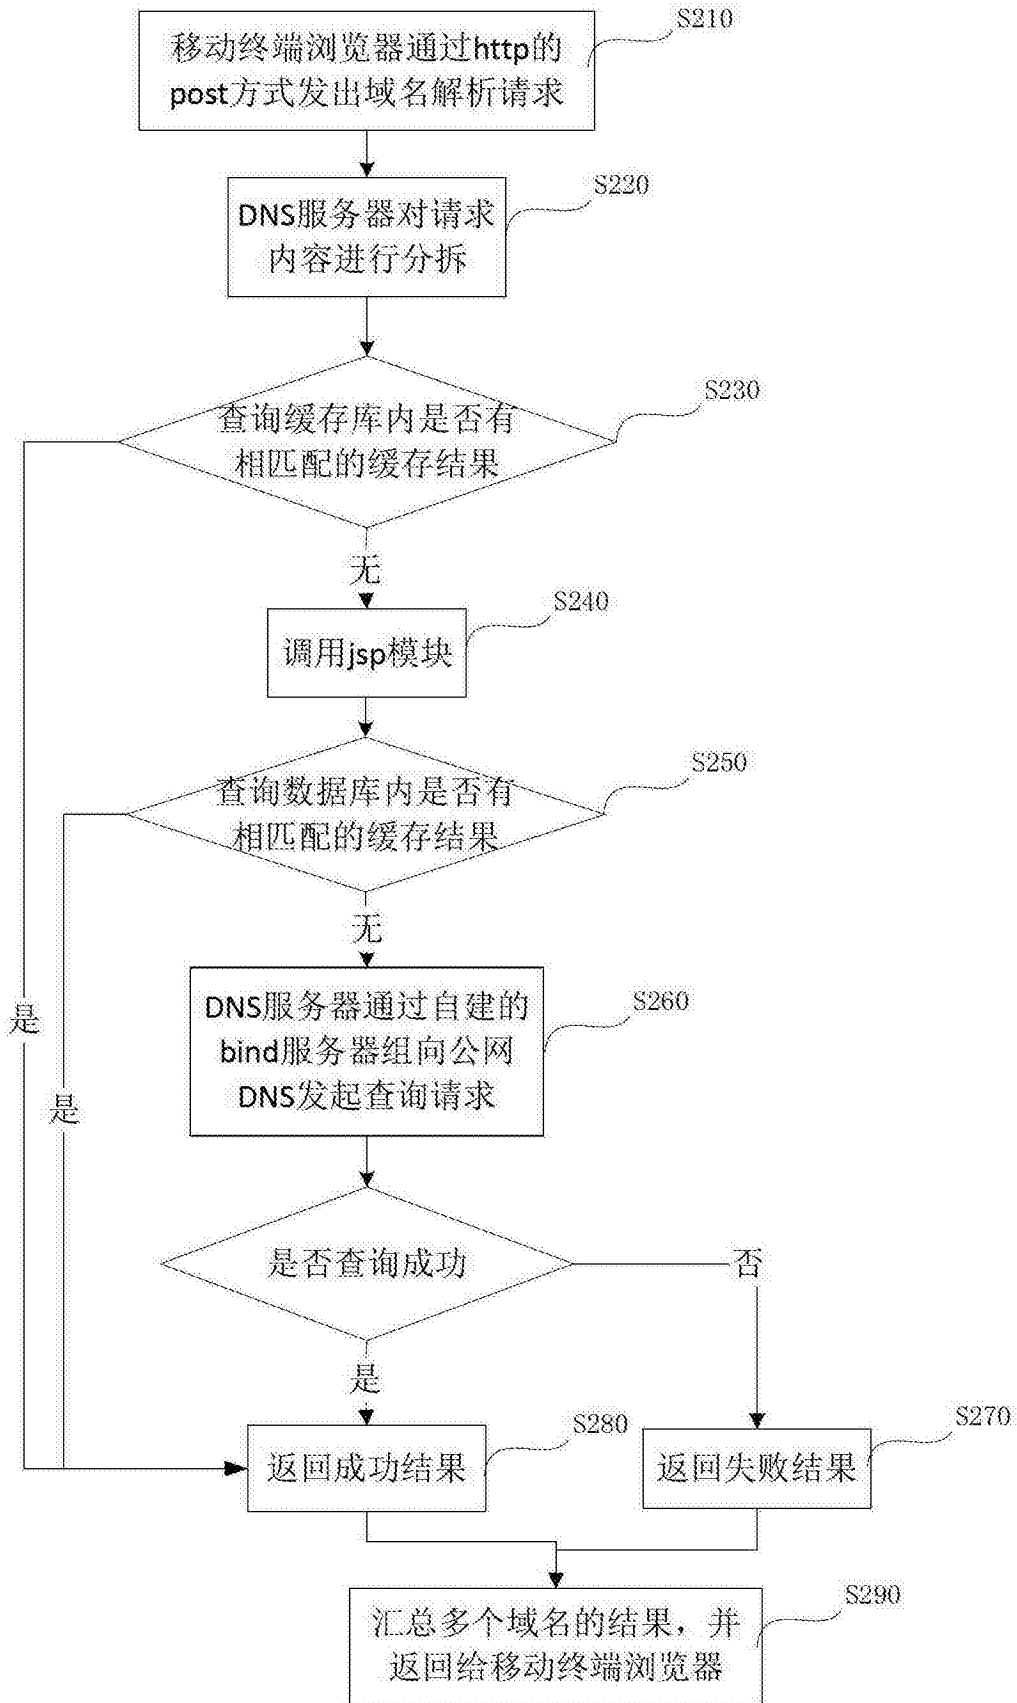 S210
移动终端浏览器通过http的
post方式发出域名解析请求
S220
DNS服务器对请求
内容进行分拆
S230
查询缓存库内是否有
相匹配的缓存结果
无
S240
调用jsp模块
S250
查询数据库内是否有
相匹配的缓存结果
无
S260
DNS服务器通过自建的
bind服务器组向公网
DNS发起查询请求
是
是
是否查询成功
否
是
S280
返回成功结果
S270
返回失败结果
S290
汇总多个域名的结果，并
返回给移动终端浏览器